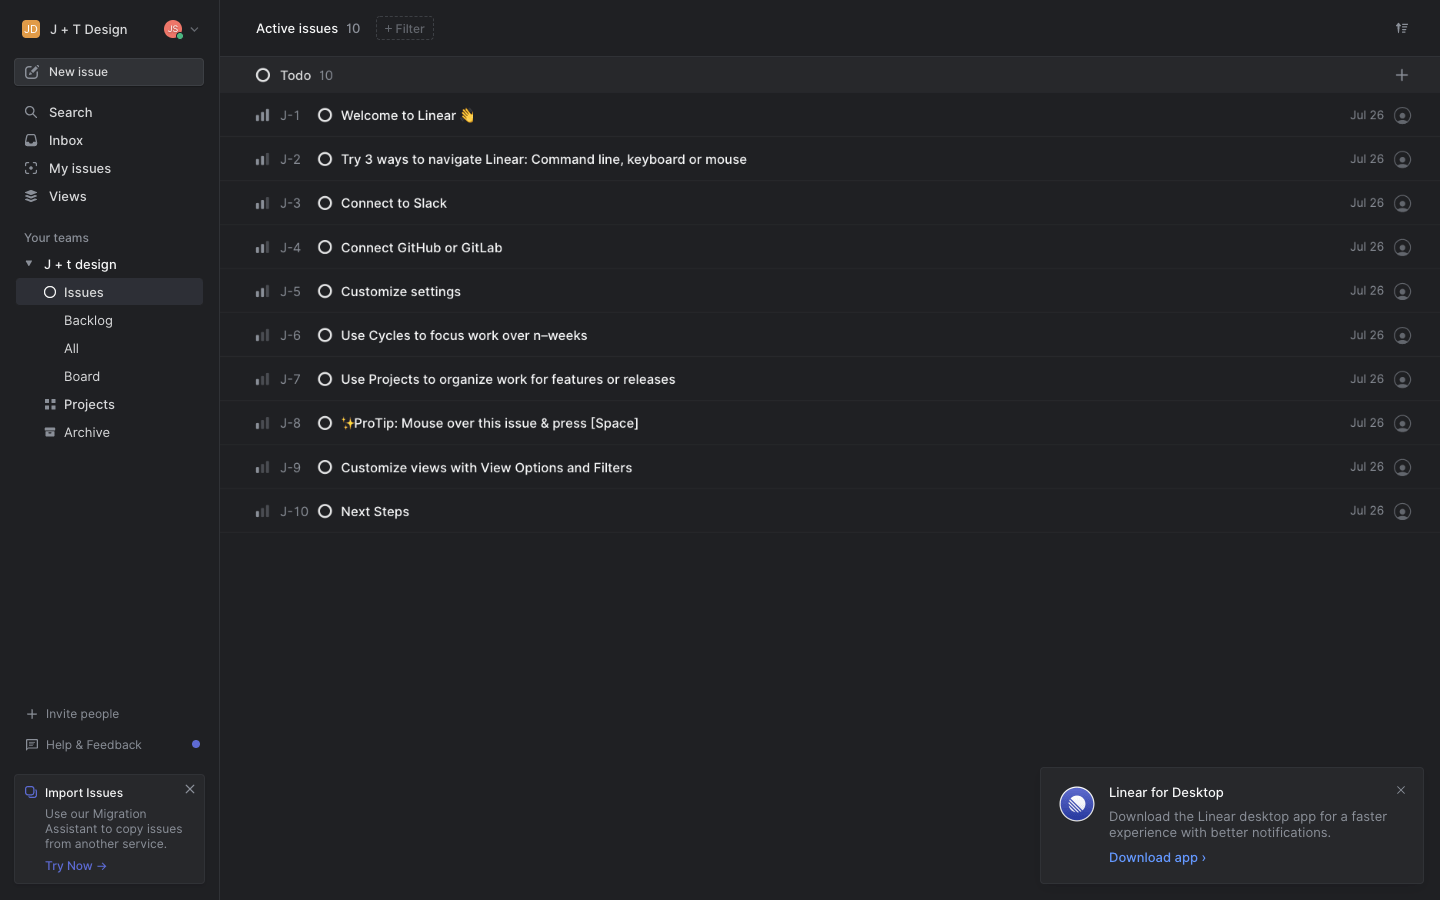 JD J + T Design JS
New issue
Search
Inbox
My issues
Views
Your teams
J + t design
Issues
Backlog
All
Board
Projects
Archive
Invite people
Help & Feedback
Import Issues
Use our Migration
Assistant to copy issues
from another service.
Try Now →
Active issues 10 + Filter
Todo 10
J-1 Welcome to Linear 👋 Jul 26
J-2 Try 3 ways to navigate Linear: Command line, keyboard or mouse Jul 26
J-3 Connect to Slack Jul 26
J-4 Connect GitHub or GitLab Jul 26
J-5 Customize settings Jul 26
J-6 Use Cycles to focus work over n–weeks Jul 26
J-7 Use Projects to organize work for features or releases Jul 26
J-8 ✨ProTip: Mouse over this issue & press [Space] Jul 26
J-9 Customize views with View Options and Filters Jul 26
J-10 Next Steps Jul 26
Linear for Desktop
Download the Linear desktop app for a faster
experience with better notifications.
Download app ›